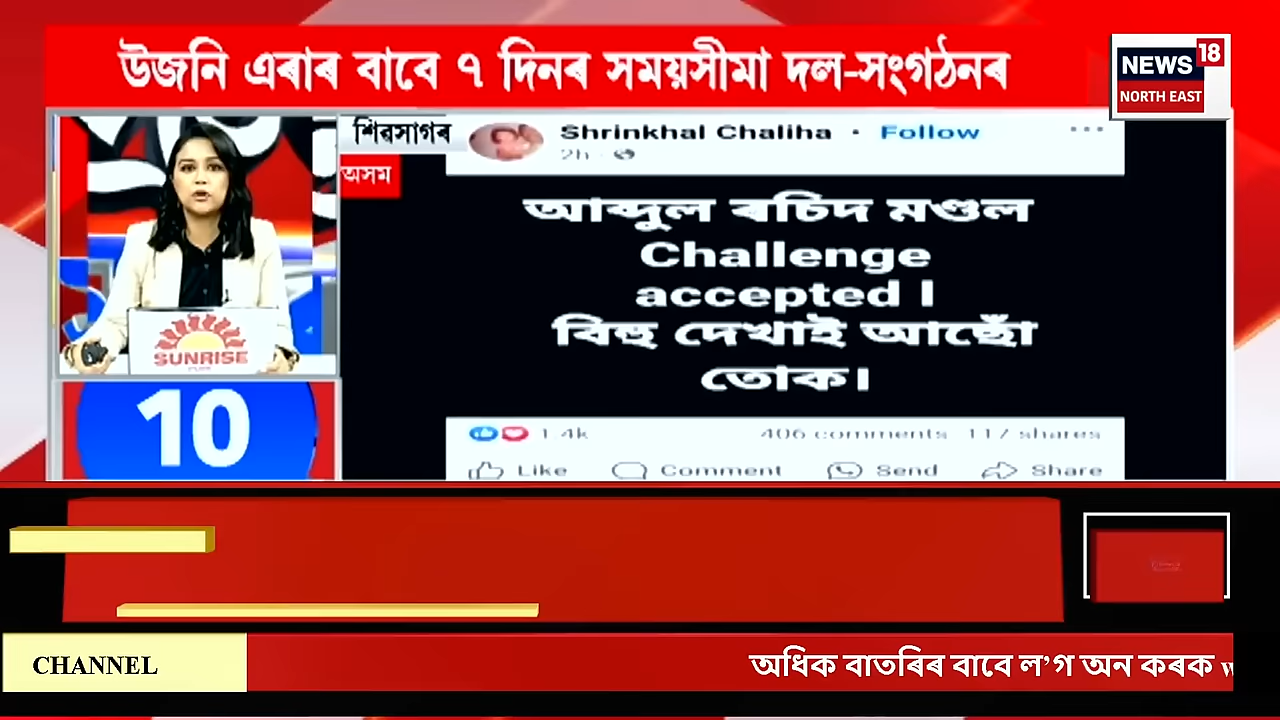 উজনি এৰাৰ বাবে ৭ দিনৰ সময়সীমা দল-সংগঠনৰ
NEWS 18
NORTH EAST
শিৱসাগৰ
অসম
Shrinkhal Chaliha · Follow
2h ·
আব্দুল ৰচিদ মণ্ডল
Challenge
accepted ।
বিহু দেখাই আছোঁ
তোক।
1.4k 406 comments 117 shares
Like Comment Send Share
SUNRISE
10
CHANNEL
অধিক বাতৰিৰ বাবে ল’গ অন কৰক